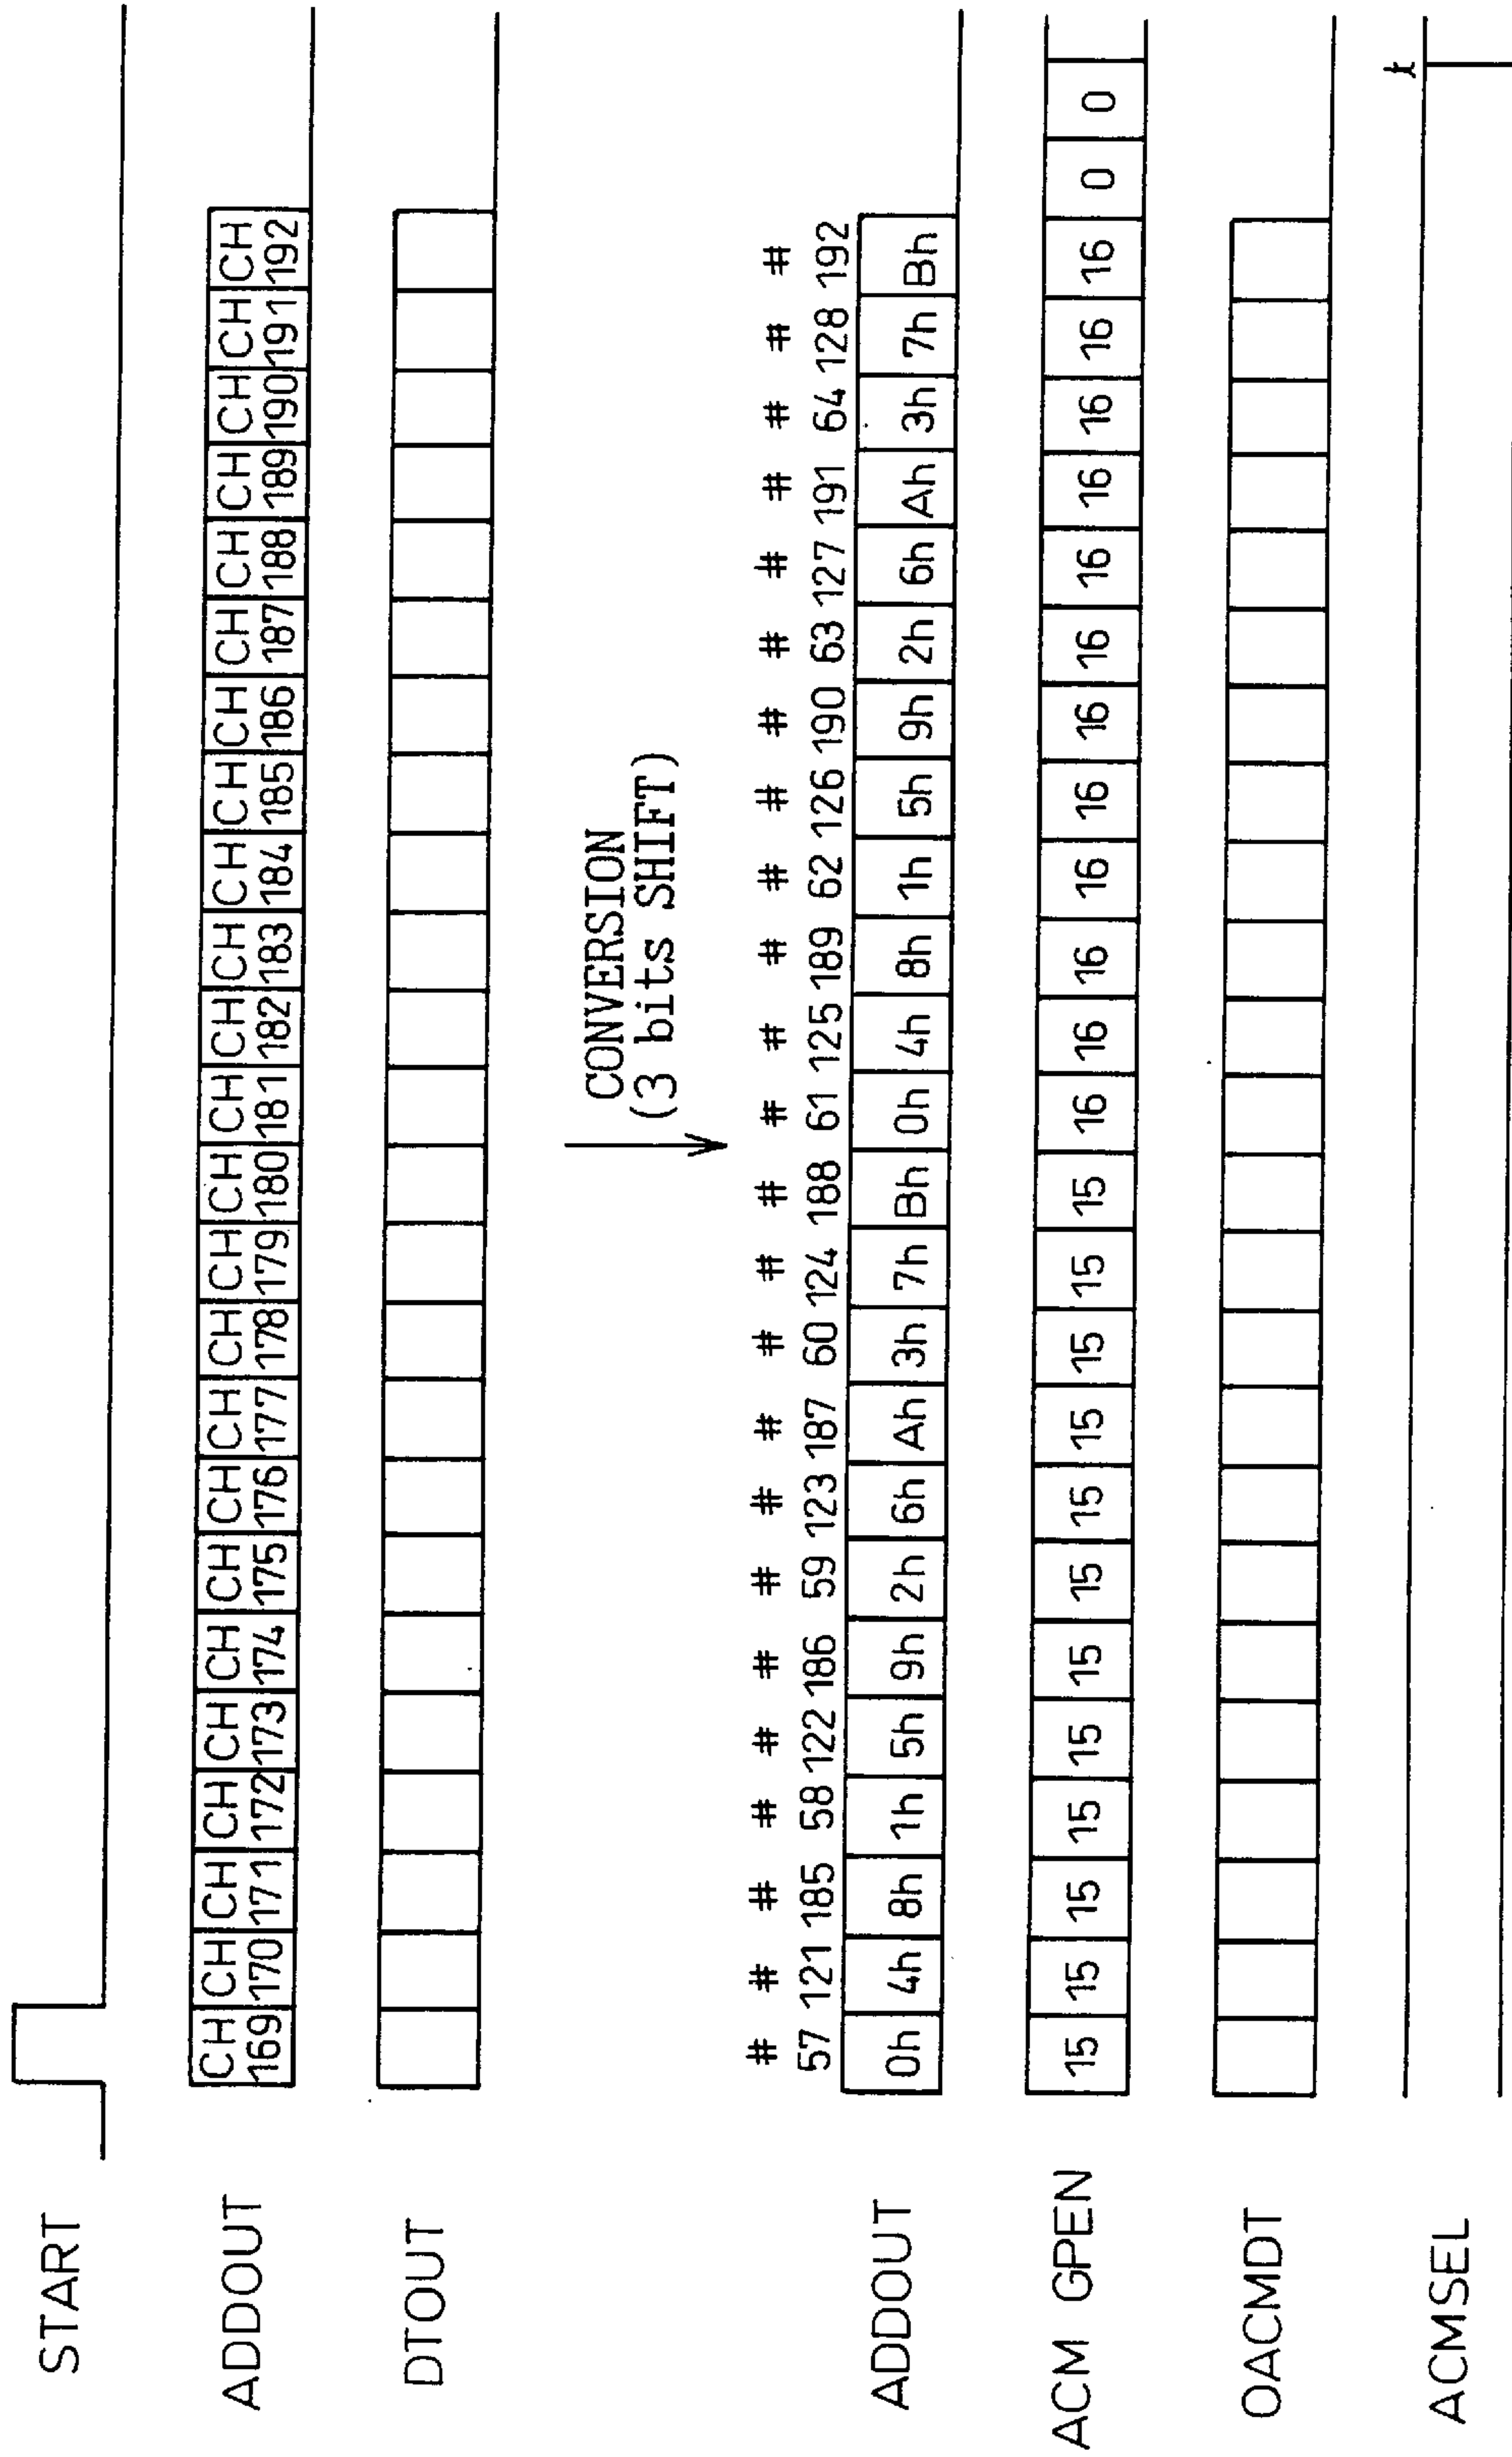 START
ADDOUT
CH CH CH CH CH CH CH CH CH CH CH CH CH CH CH CH CH CH CH CH CH CH CH CH
169 170 171 172 173 174 175 176 177 178 179 180 181 182 183 184 185 186 187 188 189 190 191 192
DTOUT
CONVERSION
(3 bits SHIFT)
# # # # # # # # # # # # # # # # # # # # # # # #
57 121 185 58 122 186 59 123 187 60 124 188 61 125 189 62 126 190 63 127 191 64 128 192
ADDOUT
0h 4h 8h 1h 5h 9h 2h 6h Ah 3h 7h Bh 0h 4h 8h 1h 5h 9h 2h 6h Ah 3h 7h Bh
ACM GPEN
15 15 15 15 15 15 15 15 15 15 15 15 16 16 16 16 16 16 16 16 16 16 16 16 0 0
OACMDT
ACMSEL